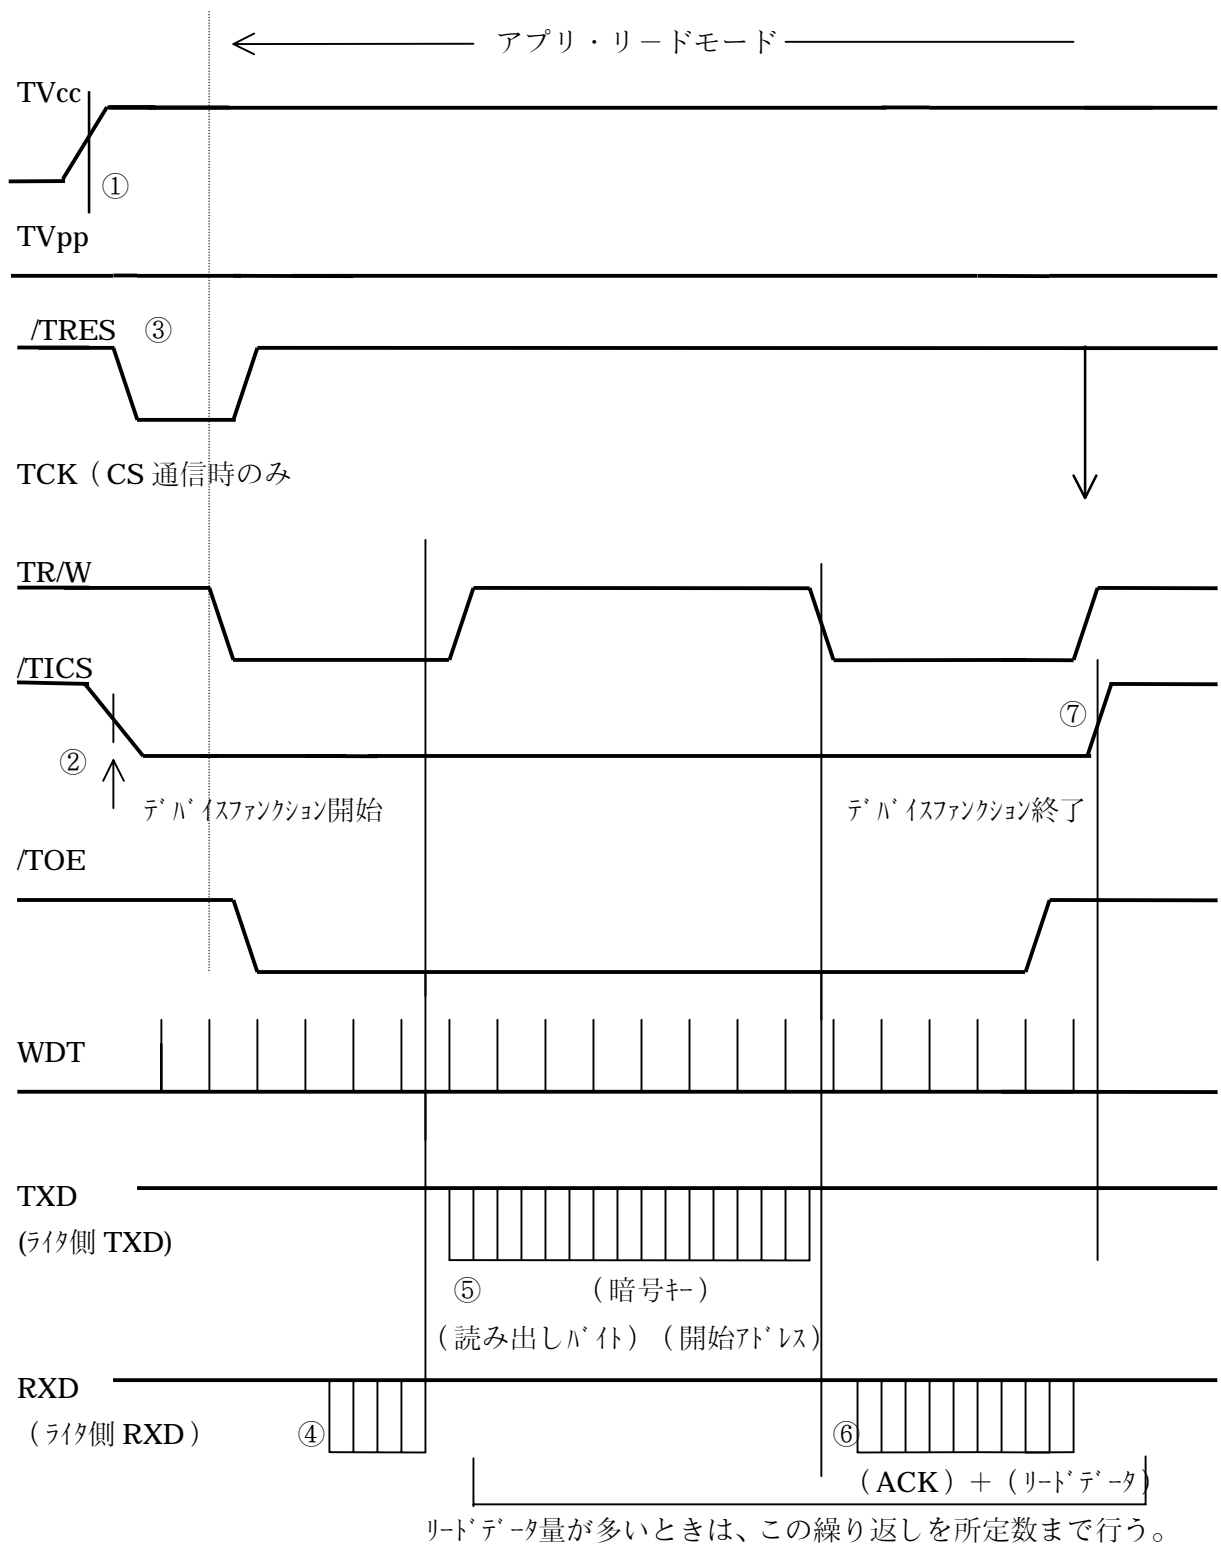 アプリ・リードモード
TVcc
①
TVpp
/TRES ③
TCK（CS 通信時のみ
TR/W
/TICS
⑦
②
ﾃﾞﾊﾞｲｽﾌｧﾝｸｼｮﾝ開始 ﾃﾞﾊﾞｲｽﾌｧﾝｸｼｮﾝ終了
/TOE
WDT
TXD
(ﾗｲﾀ側 TXD)
⑤ （暗号ｷｰ）
（読み出しﾊﾞｲﾄ）（開始ｱﾄﾞﾚｽ）
RXD
（ﾗｲﾀ側 RXD） ④ ⑥
（ACK）＋（ﾘｰﾄﾞﾃﾞｰﾀ）
ﾘｰﾄﾞﾃﾞｰﾀ量が多いときは、この繰り返しを所定数まで行う。